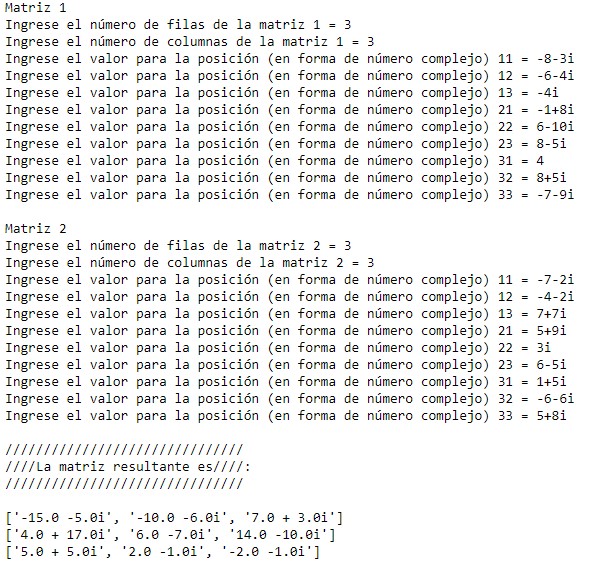 Matriz 1
Ingrese el número de filas de la matriz 1 = 3
Ingrese el número de columnas de la matriz 1 = 3
Ingrese el valor para la posición (en forma de número complejo) 11 = -8-3i
Ingrese el valor para la posición (en forma de número complejo) 12 = -6-4i
Ingrese el valor para la posición (en forma de número complejo) 13 = -4i
Ingrese el valor para la posición (en forma de número complejo) 21 = -1+8i
Ingrese el valor para la posición (en forma de número complejo) 22 = 6-10i
Ingrese el valor para la posición (en forma de número complejo) 23 = 8-5i
Ingrese el valor para la posición (en forma de número complejo) 31 = 4
Ingrese el valor para la posición (en forma de número complejo) 32 = 8+5i
Ingrese el valor para la posición (en forma de número complejo) 33 = -7-9i

Matriz 2
Ingrese el número de filas de la matriz 2 = 3
Ingrese el número de columnas de la matriz 2 = 3
Ingrese el valor para la posición (en forma de número complejo) 11 = -7-2i
Ingrese el valor para la posición (en forma de número complejo) 12 = -4-2i
Ingrese el valor para la posición (en forma de número complejo) 13 = 7+7i
Ingrese el valor para la posición (en forma de número complejo) 21 = 5+9i
Ingrese el valor para la posición (en forma de número complejo) 22 = 3i
Ingrese el valor para la posición (en forma de número complejo) 23 = 6-5i
Ingrese el valor para la posición (en forma de número complejo) 31 = 1+5i
Ingrese el valor para la posición (en forma de número complejo) 32 = -6-6i
Ingrese el valor para la posición (en forma de número complejo) 33 = 5+8i

///////////////////////////////
////La matriz resultante es////:
///////////////////////////////

['-15.0 -5.0i', '-10.0 -6.0i', '7.0 + 3.0i']
['4.0 + 17.0i', '6.0 -7.0i', '14.0 -10.0i']
['5.0 + 5.0i', '2.0 -1.0i', '-2.0 -1.0i']